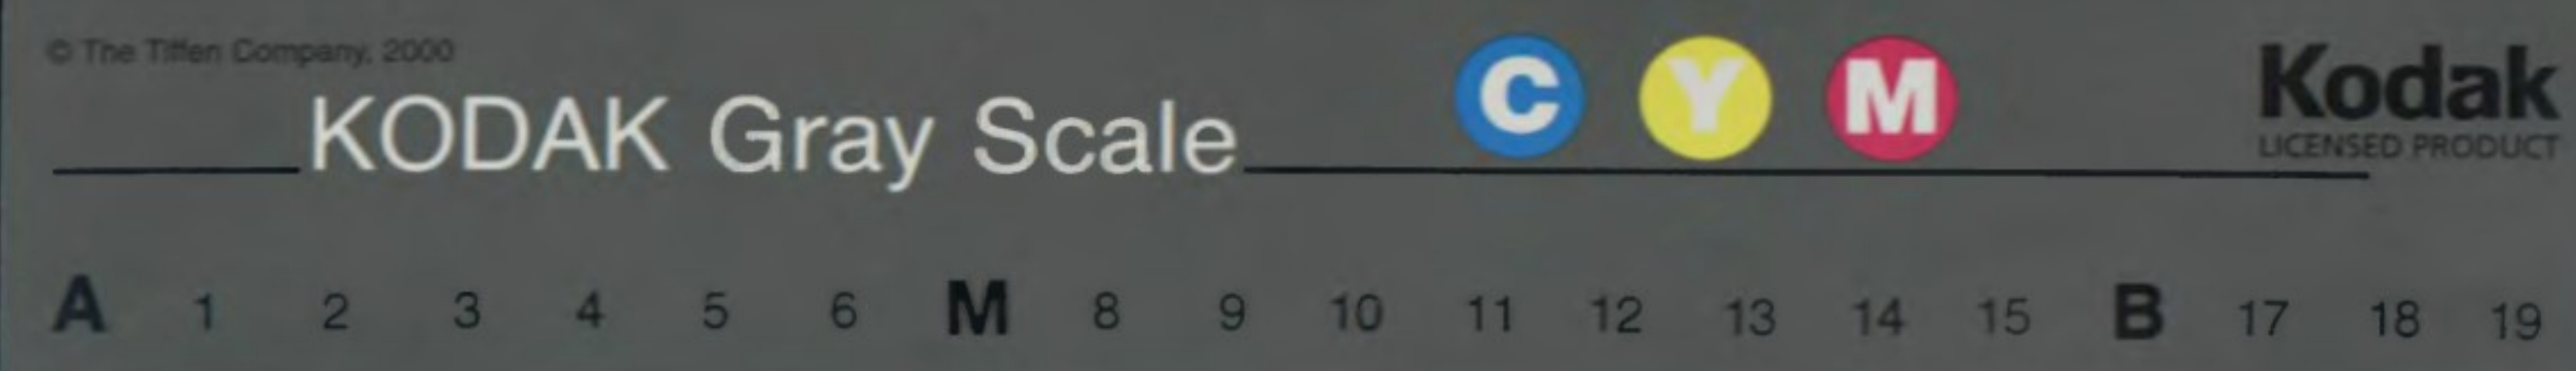 © The Tiffen Company, 2000
KODAK Gray Scale
C Y M
Kodak
LICENSED PRODUCT
A 1 2 3 4 5 6 M 8 9 10 11 12 13 14 15 B 17 18 19